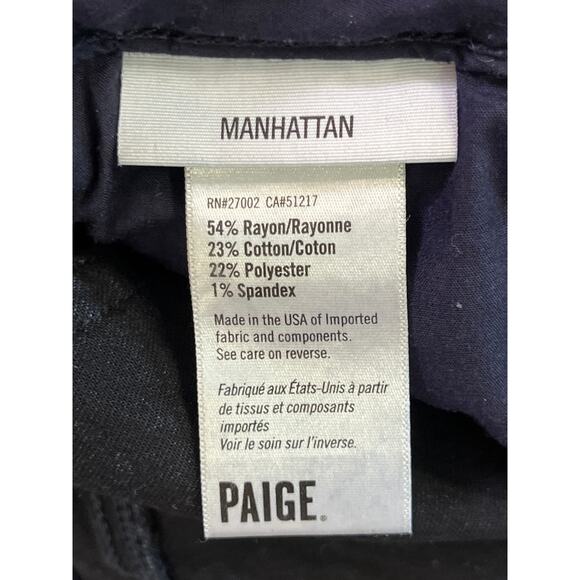 MANHATTAN
RN#27002 CA#51217
54% Rayon/Rayonne
23% Cotton/Coton
22% Polyester
1% Spandex
Made in the USA of Imported
fabric and components.
See care on reverse.
Fabriqué aux États-Unis à partir
de tissus et composants
importés
Voir le soin sur l'inverse.
PAIGE®